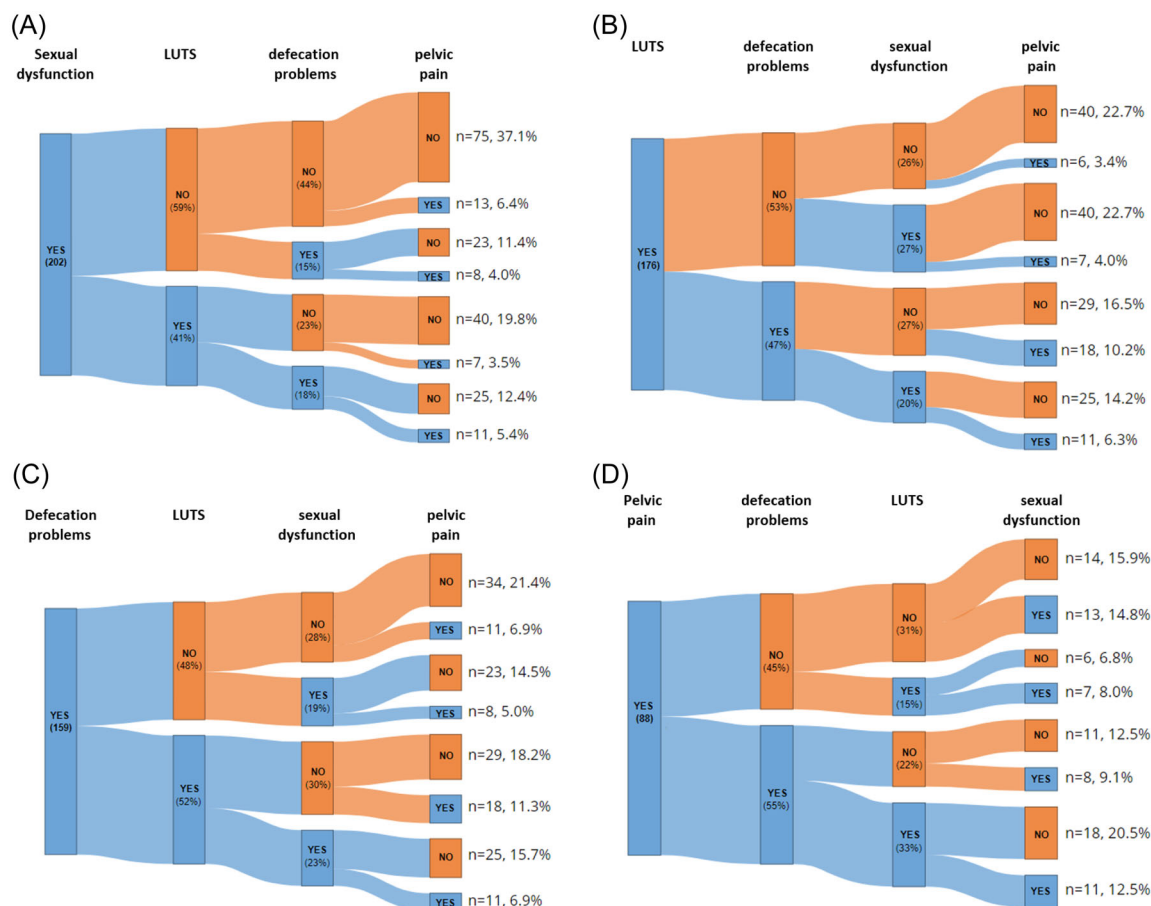 (A)
Sexual dysfunction
LUTS
defecation problems
pelvic pain
YES
(202)
NO
(59%)
YES
(41%)
NO
(44%)
YES
(15%)
NO
(23%)
YES
(18%)
NO
n=75, 37.1%
YES
n=13, 6.4%
NO
n=23, 11.4%
YES
n=8, 4.0%
NO
n=40, 19.8%
YES
n=7, 3.5%
NO
n=25, 12.4%
YES
n=11, 5.4%
(B)
LUTS
defecation problems
sexual dysfunction
pelvic pain
YES
(176)
NO
(53%)
YES
(47%)
NO
(26%)
YES
(27%)
NO
(27%)
YES
(20%)
NO
n=40, 22.7%
YES
n=6, 3.4%
NO
n=40, 22.7%
YES
n=7, 4.0%
NO
n=29, 16.5%
YES
n=18, 10.2%
NO
n=25, 14.2%
YES
n=11, 6.3%
(C)
Defecation problems
LUTS
sexual dysfunction
pelvic pain
YES
(159)
NO
(48%)
YES
(52%)
NO
(28%)
YES
(19%)
NO
(30%)
YES
(23%)
NO
n=34, 21.4%
YES
n=11, 6.9%
NO
n=23, 14.5%
YES
n=8, 5.0%
NO
n=29, 18.2%
YES
n=18, 11.3%
NO
n=25, 15.7%
YES
n=11, 6.9%
(D)
Pelvic pain
defecation problems
LUTS
sexual dysfunction
YES
(88)
NO
(45%)
YES
(55%)
NO
(31%)
YES
(15%)
NO
(22%)
YES
(33%)
NO
n=14, 15.9%
YES
n=13, 14.8%
NO
n=6, 6.8%
YES
n=7, 8.0%
NO
n=11, 12.5%
YES
n=8, 9.1%
NO
n=18, 20.5%
YES
n=11, 12.5%